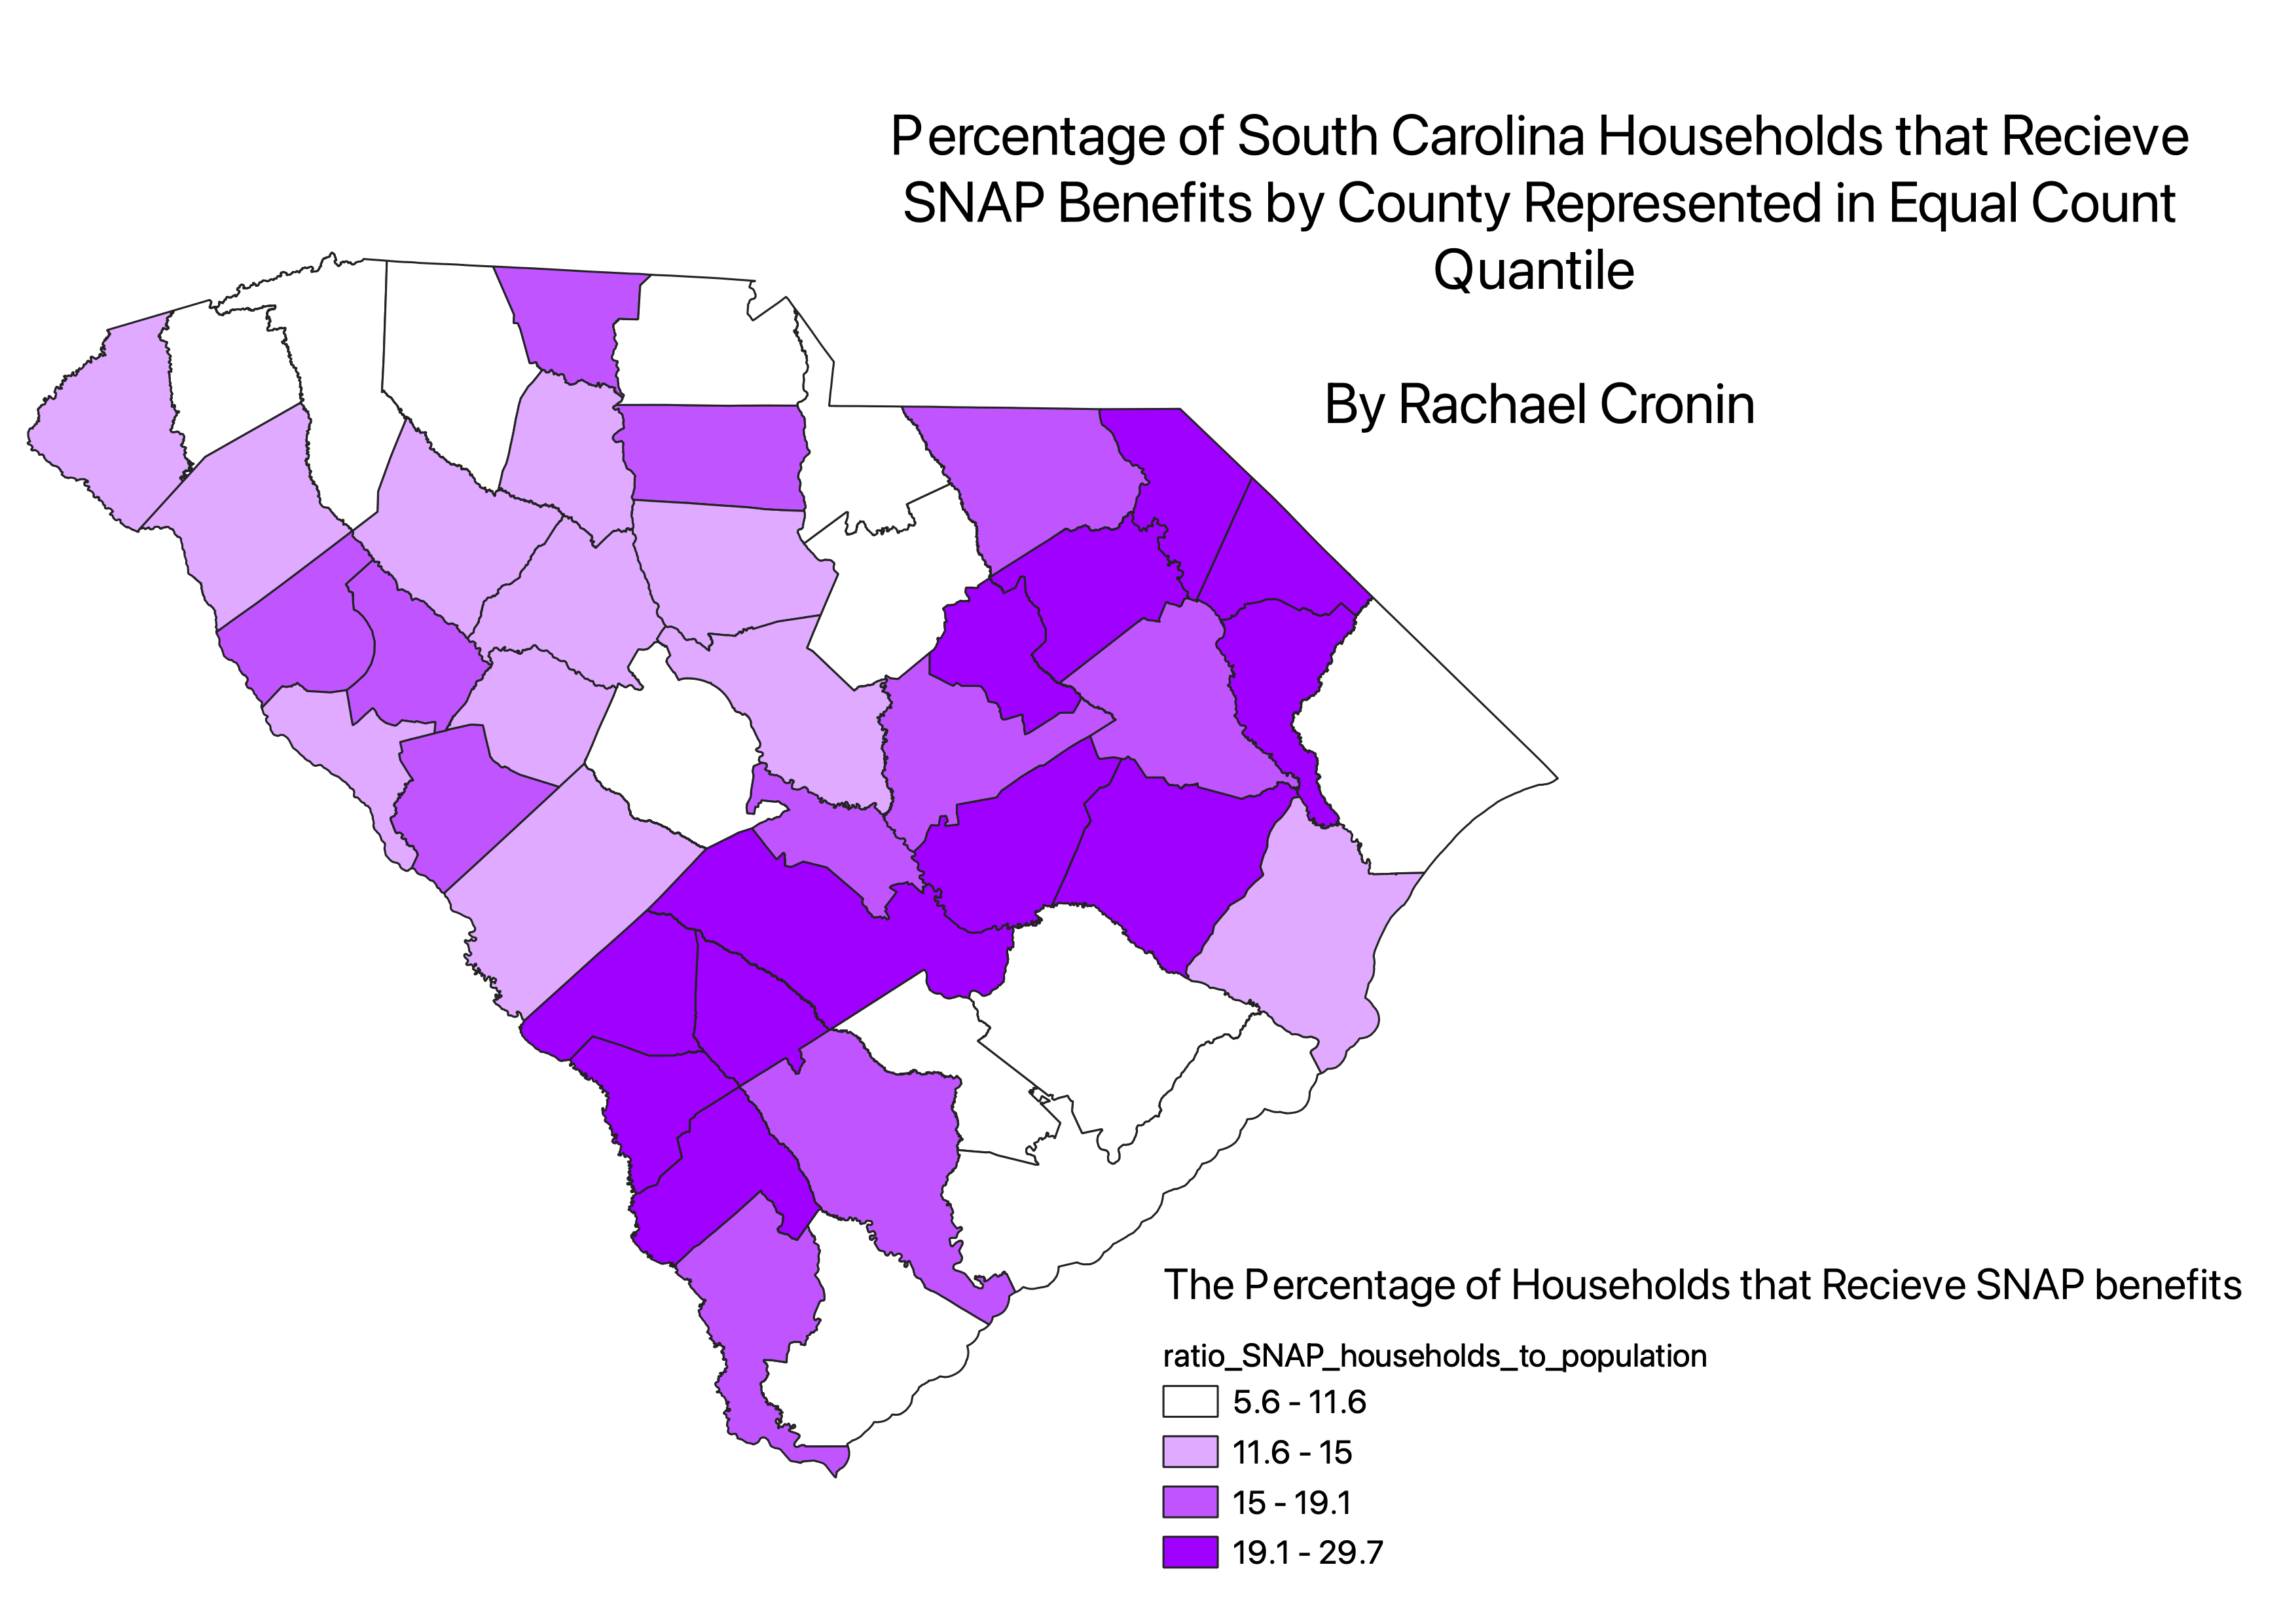 Percentage of South Carolina Households that Recieve
SNAP Benefits by County Represented in Equal Count
Quantile
By Rachael Cronin
The Percentage of Households that Recieve SNAP benefits
ratio_SNAP_households_to_population
5.6 - 11.6
11.6 - 15
15 - 19.1
19.1 - 29.7